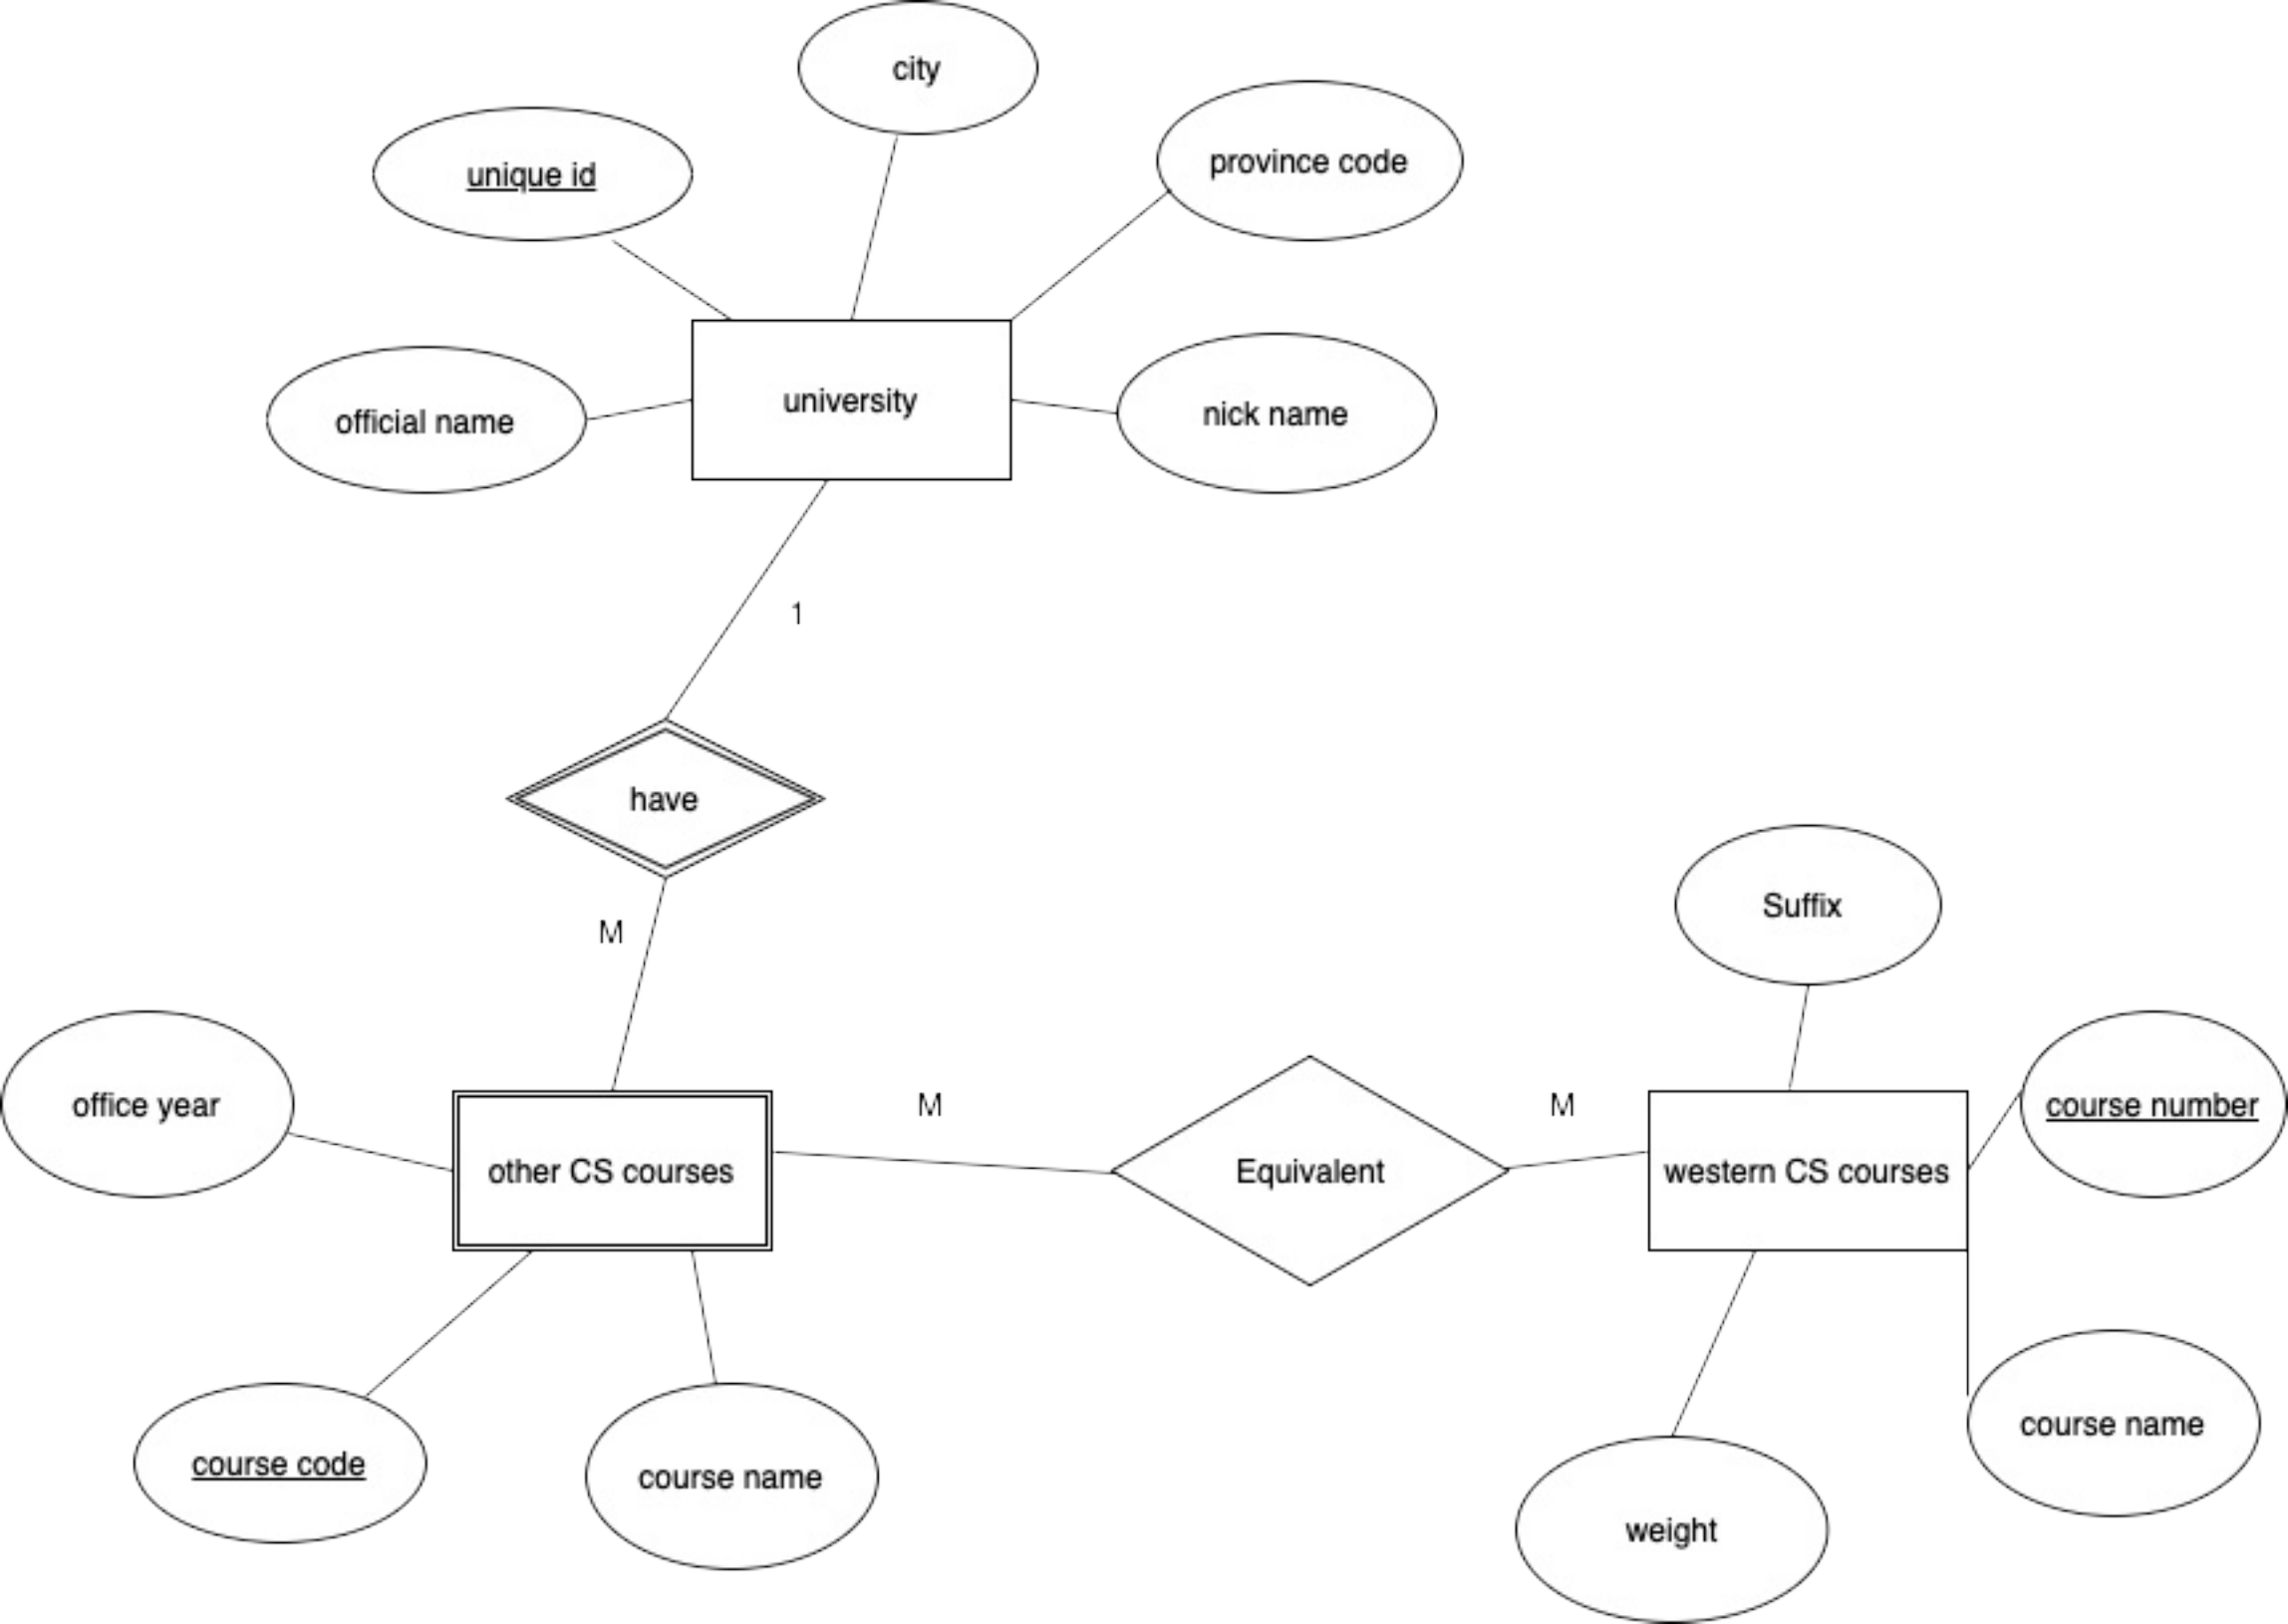 city
province code
unique id
university
nick name
official name
1
have
M
Suffix
office year
M
M
course number
other CS courses
Equivalent
western CS courses
course name
course code
course name
weight